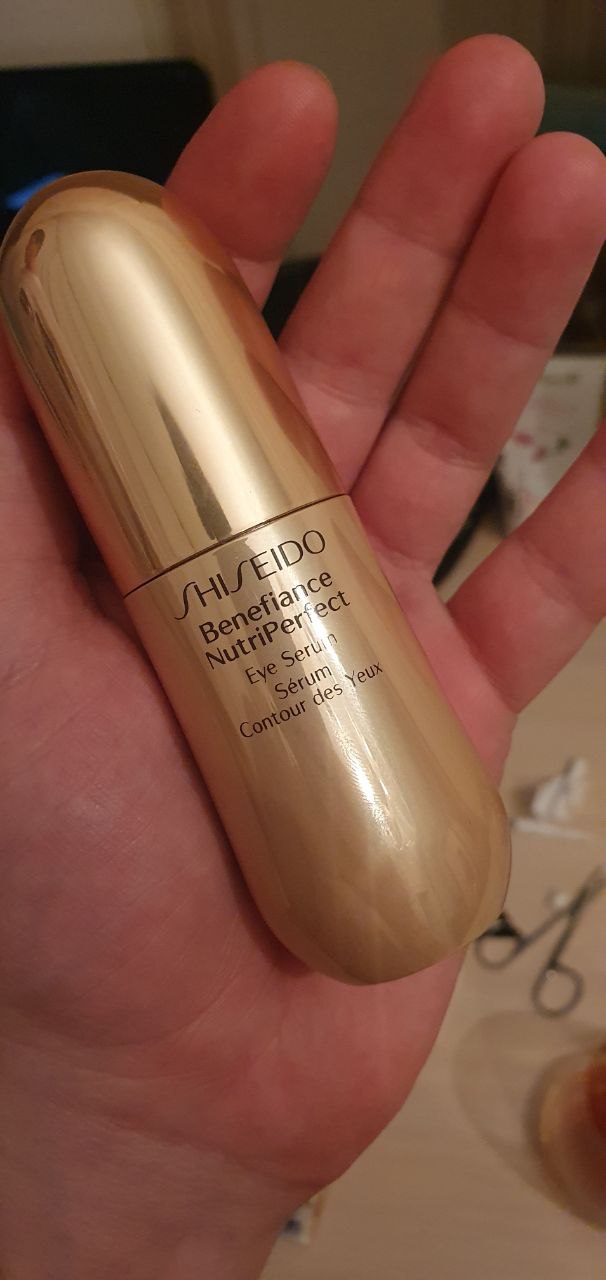 SHISEIDO
Benefiance
NutriPerfect
Eye Serum
Sérum
Contour des Yeux